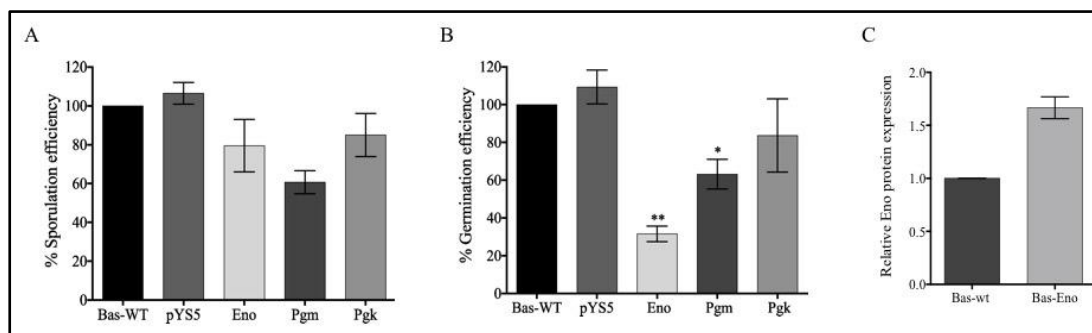 A
% Sporulation efficiency
120
100
80
60
40
20
0
Bas-WT pYS5 Eno Pgm Pgk
B
% Germination efficiency
120
100
80
60
40
20
0
**
*
Bas-WT pYS5 Eno Pgm Pgk
C
Relative Eno protein expression
2.0
1.5
1.0
0.5
0.0
Bas-wt Bas-Eno